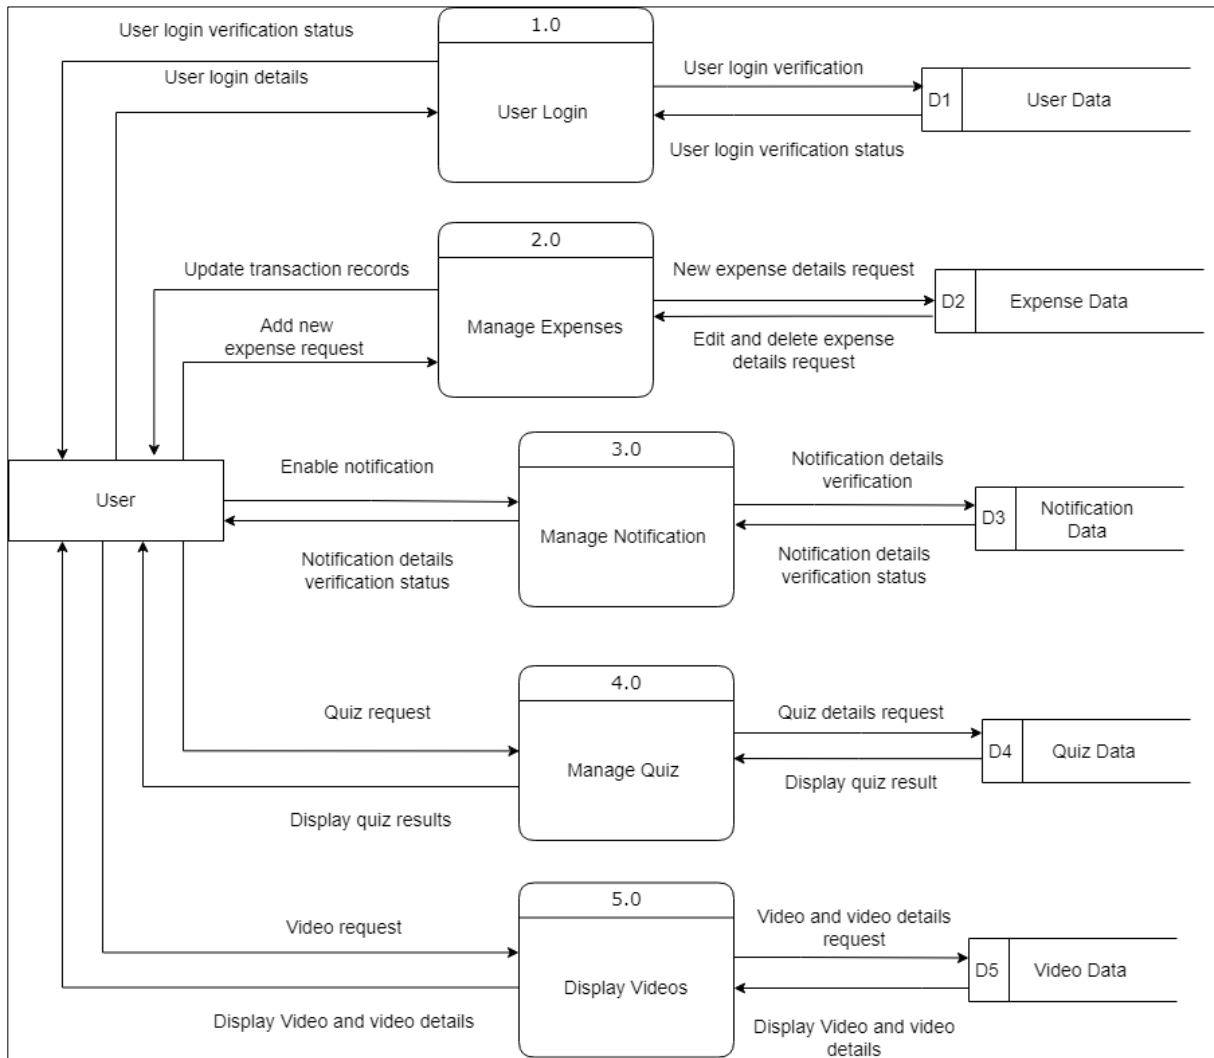 User login verification status
1.0
User login details
User login verification
User Login
D1
User Data
User login verification status
2.0
Update transaction records
New expense details request
Add new
expense request
Manage Expenses
D2
Expense Data
Edit and delete expense
details request
3.0
Enable notification
Notification details
verification
User
Manage Notification
D3
Notification
Data
Notification details
verification status
Notification details
verification status
4.0
Quiz request
Quiz details request
Manage Quiz
D4
Quiz Data
Display quiz results
Display quiz result
5.0
Video request
Video and video details
request
Display Videos
D5
Video Data
Display Video and video details
Display Video and video
details